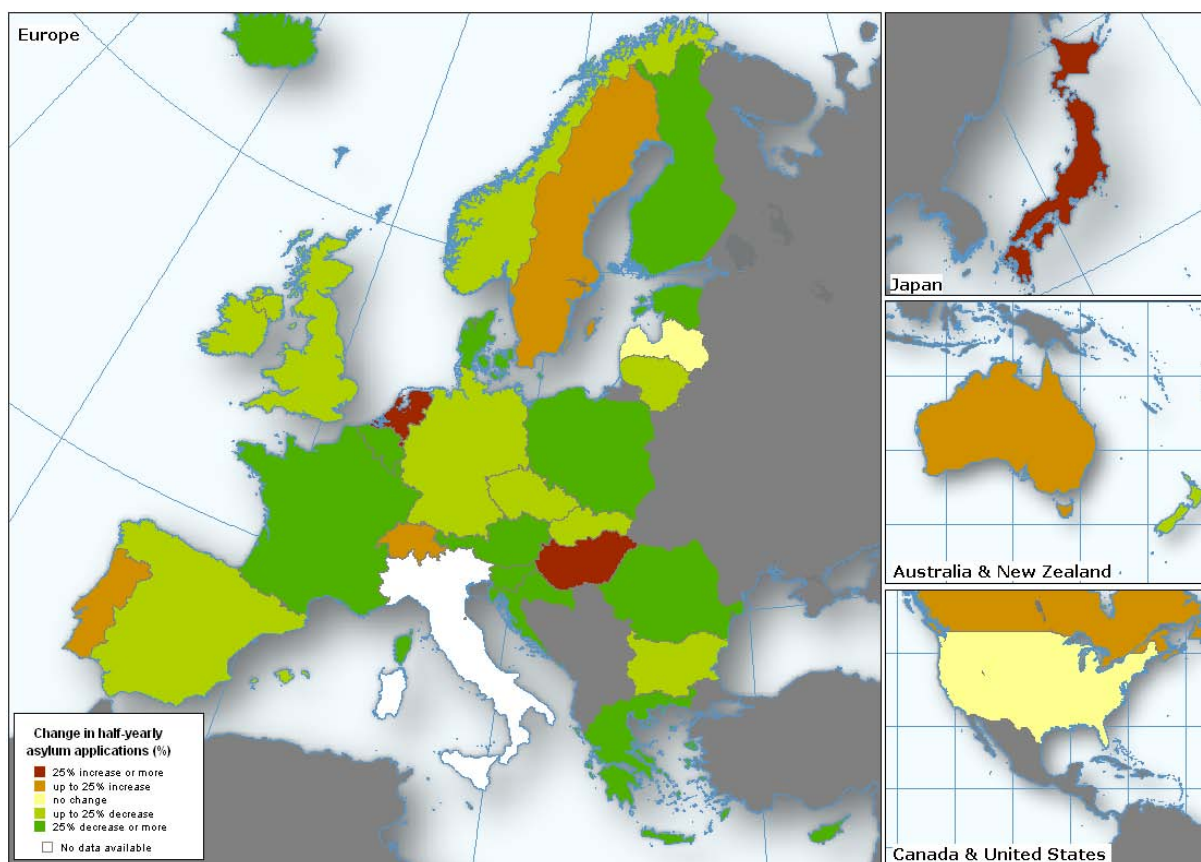 Europe
Japan
Australia & New Zealand
Canada & United States
Change in half-yearly
asylum applications (%)
25% increase or more
up to 25% increase
no change
up to 25% decrease
25% decrease or more
No data available